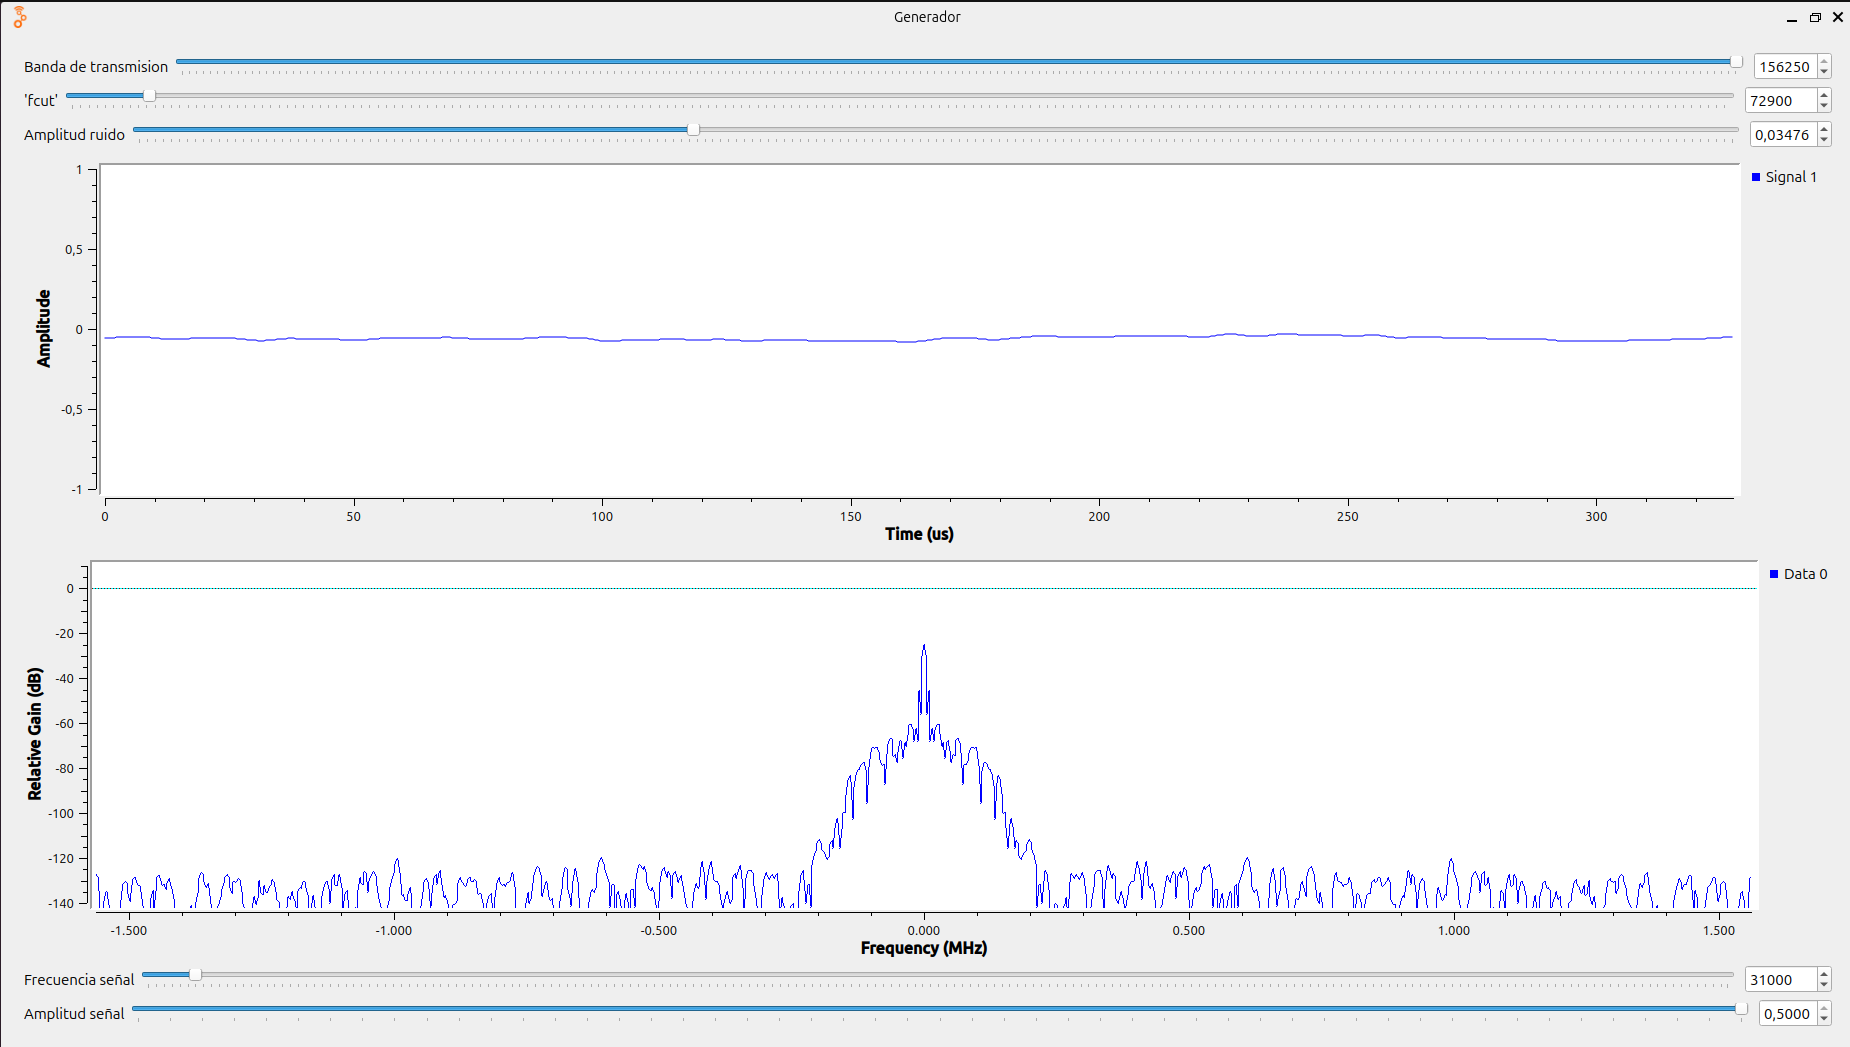 Generador
Banda de transmision 156250
'fcut' 72900
Amplitud ruido 0,03476
1
0,5
0
-0,5
-1
Amplitude
Signal 1
0 50 100 150 200 250 300
Time (us)
0
-20
-40
-60
-80
-100
-120
-140
Relative Gain (dB)
Data 0
-1.500 -1.000 -0.500 0.000 0.500 1.000 1.500
Frequency (MHz)
Frecuencia señal 31000
Amplitud señal 0,5000